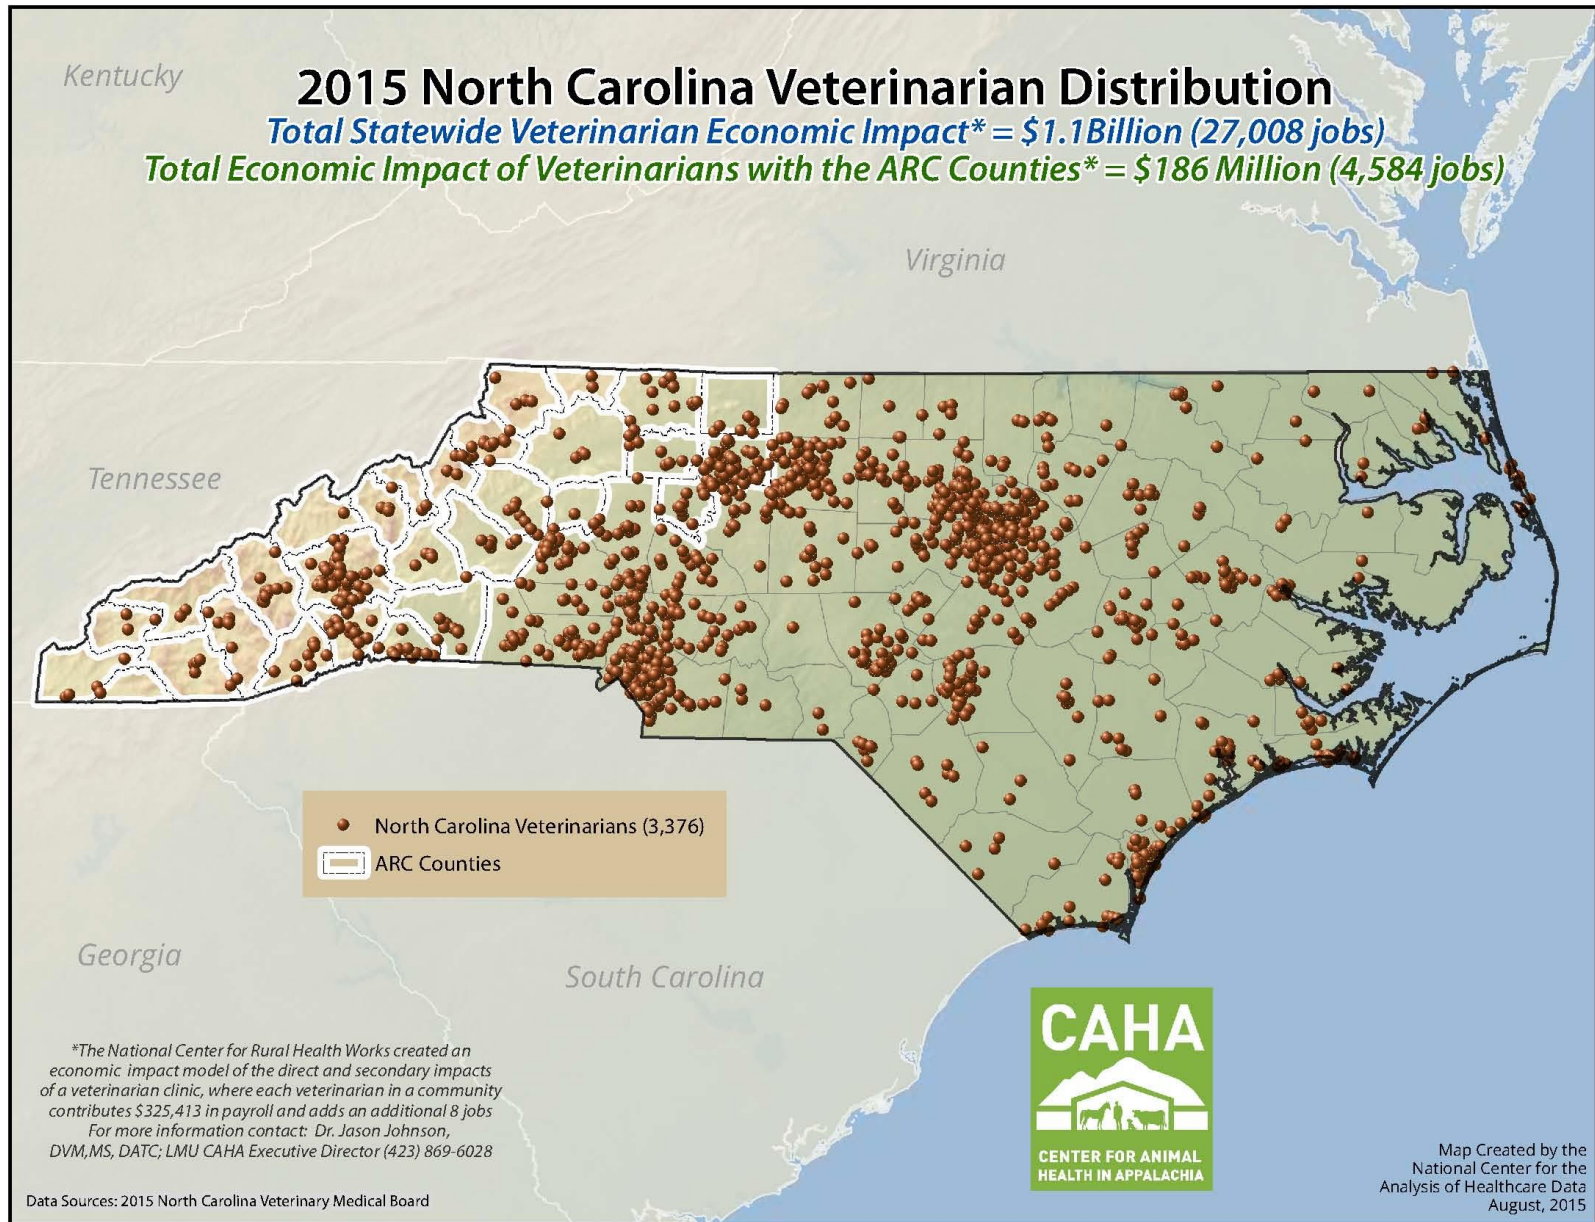 Kentucky
2015 North Carolina Veterinarian Distribution
Total Statewide Veterinarian Economic Impact* = $1.1Billion (27,008 jobs)
Total Economic Impact of Veterinarians with the ARC Counties* = $186 Million (4,584 jobs)
Virginia
Tennessee
North Carolina Veterinarians (3,376)
ARC Counties
Georgia
South Carolina
*The National Center for Rural Health Works created an
economic impact model of the direct and secondary impacts
of a veterinarian clinic, where each veterinarian in a community
contributes $325,413 in payroll and adds an additional 8 jobs
For more information contact: Dr. Jason Johnson,
DVM,MS, DATC; LMU CAHA Executive Director (423) 869-6028
Data Sources: 2015 North Carolina Veterinary Medical Board
CAHA
CENTER FOR ANIMAL
HEALTH IN APPALACHIA
Map Created by the
National Center for the
Analysis of Healthcare Data
August, 2015